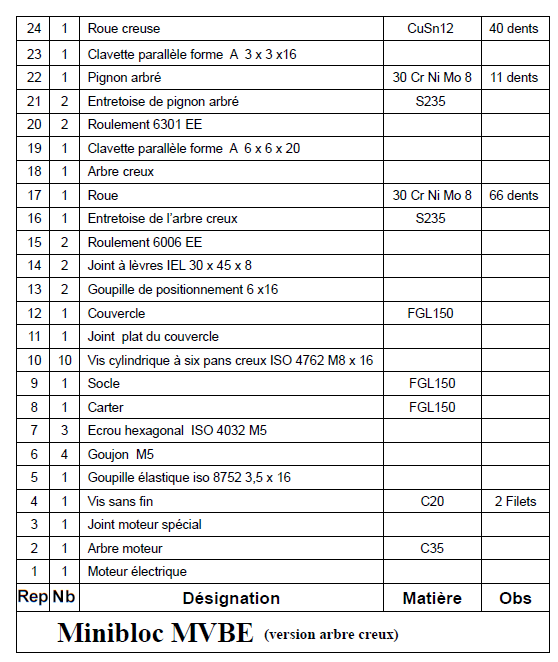 24 1 Roue creuse CuSn12 40 dents
23 1 Clavette parallèle forme A 3 x 3 x16
22 1 Pignon arbré 30 Cr Ni Mo 8 11 dents
21 2 Entretoise de pignon arbré S235
20 2 Roulement 6301 EE
19 1 Clavette parallèle forme A 6 x 6 x 20
18 1 Arbre creux
17 1 Roue 30 Cr Ni Mo 8 66 dents
16 1 Entretoise de l'arbre creux S235
15 2 Roulement 6006 EE
14 2 Joint à lèvres IEL 30 x 45 x 8
13 2 Goupille de positionnement 6 x16
12 1 Couvercle FGL150
11 1 Joint plat du couvercle
10 10 Vis cylindrique à six pans creux ISO 4762 M8 x 16
9 1 Socle FGL150
8 1 Carter FGL150
7 3 Ecrou hexagonal ISO 4032 M5
6 4 Goujon M5
5 1 Goupille élastique iso 8752 3,5 x 16
4 1 Vis sans fin C20 2 Filets
3 1 Joint moteur spécial
2 1 Arbre moteur C35
1 1 Moteur électrique
Rep Nb Désignation Matière Obs
Minibloc MVBE (version arbre creux)